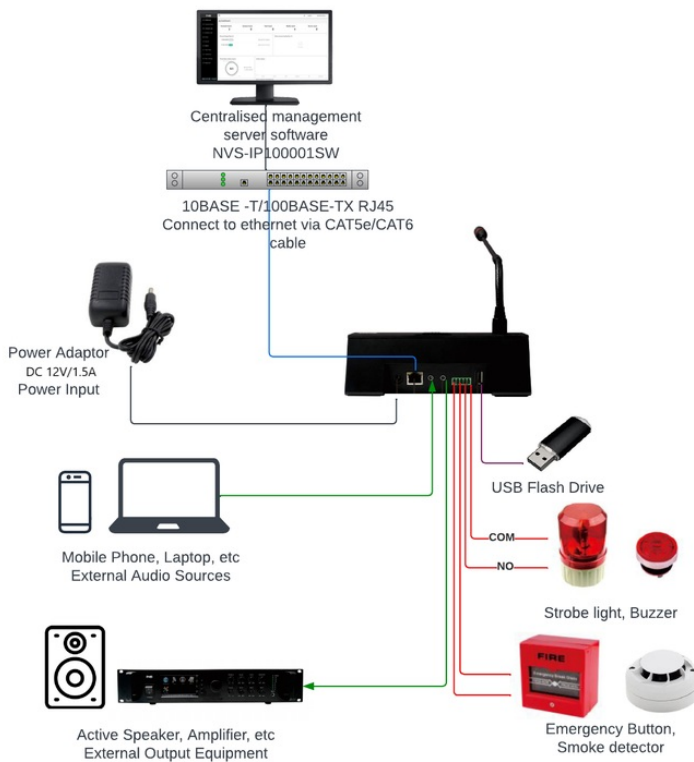 Centralised management
server software
NVS-IP100001SW
10BASE -T/100BASE-TX RJ45
Connect to ethernet via CAT5e/CAT6
cable
Power Adaptor
DC 12V/1.5A
Power Input
USB Flash Drive
COM
NO
Mobile Phone, Laptop, etc
External Audio Sources
Strobe light, Buzzer
FIRE
Active Speaker, Amplifier, etc
External Output Equipment
Emergency Button,
Smoke detector